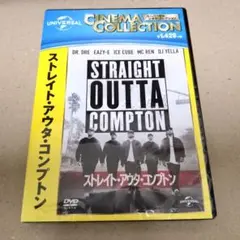 UNIVERSAL
CINEMA
COLLECTION
¥1,429+税
DR. DRE EAZY-E ICE CUBE MC REN DJ YELLA
STRAIGHT
OUTTA
COMPTON
ストレイト・アウタ・コンプトン
DVD
UNIVERSAL
ストレイト・アウタ・コンプトン